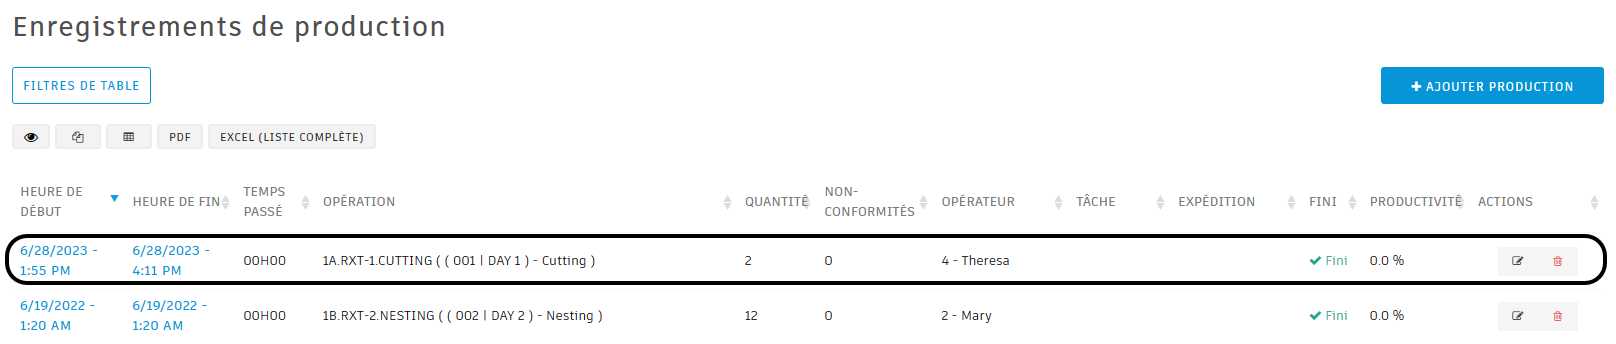 Enregistrements de production
FILTRES DE TABLE
AJOUTER PRODUCTION
PDF EXCEL (LISTE COMPLÈTE)
HEURE DE DÉBUT HEURE DE FIN TEMPS PASSÉ OPÉRATION QUANTITÉ NON-CONFORMITÉS OPÉRATEUR TÂCHE EXPÉDITION FINI PRODUCTIVITÉ ACTIONS
6/28/2023 - 1:55 PM 6/28/2023 - 4:11 PM 00H00 1A.RXT-1.CUTTING ( ( 001 | DAY 1 ) - Cutting ) 2 0 4 - Theresa Fini 0.0 %
6/19/2022 - 1:20 AM 6/19/2022 - 1:20 AM 00H00 1B.RXT-2.NESTING ( ( 002 | DAY 2 ) - Nesting ) 12 0 2 - Mary Fini 0.0 %